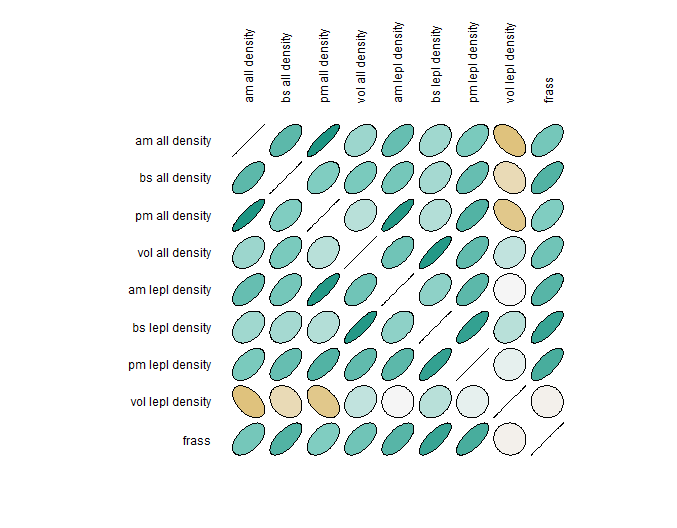 am all density
bs all density
pm all density
vol all density
am lepl density
bs lepl density
pm lepl density
vol lepl density
frass
am all density
bs all density
pm all density
vol all density
am lepl density
bs lepl density
pm lepl density
vol lepl density
frass